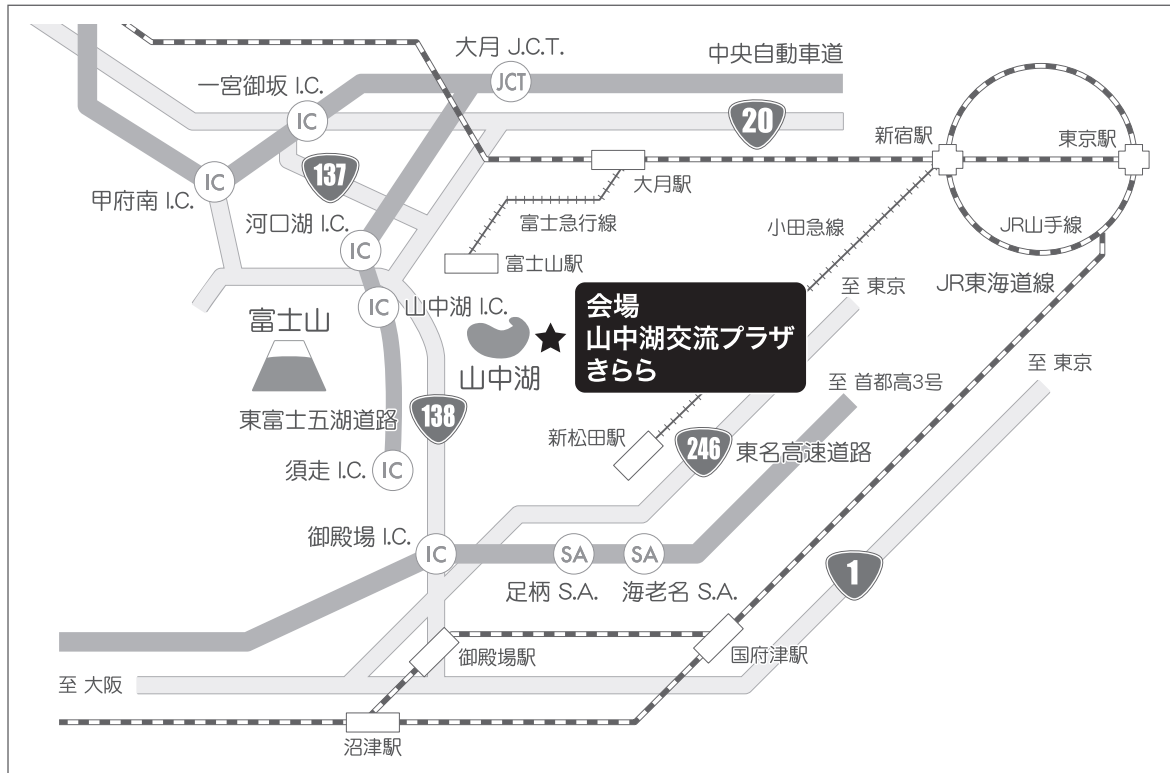 大月 J.C.T.
中央自動車道
JCT
一宮御坂 I.C.
IC
20
新宿駅
東京駅
137
大月駅
IC
甲府南 I.C.
河口湖 I.C.
富士急行線
小田急線
JR山手線
IC
富士山駅
至 東京
JR東海道線
IC
山中湖 I.C.
富士山
会場
山中湖交流プラザ
きらら
山中湖
至 東京
至 首都高3号
東富士五湖道路
138
新松田駅
246
東名高速道路
須走 I.C.
IC
御殿場 I.C.
IC
SA
SA
足柄 S.A.
海老名 S.A.
1
御殿場駅
国府津駅
至 大阪
沼津駅